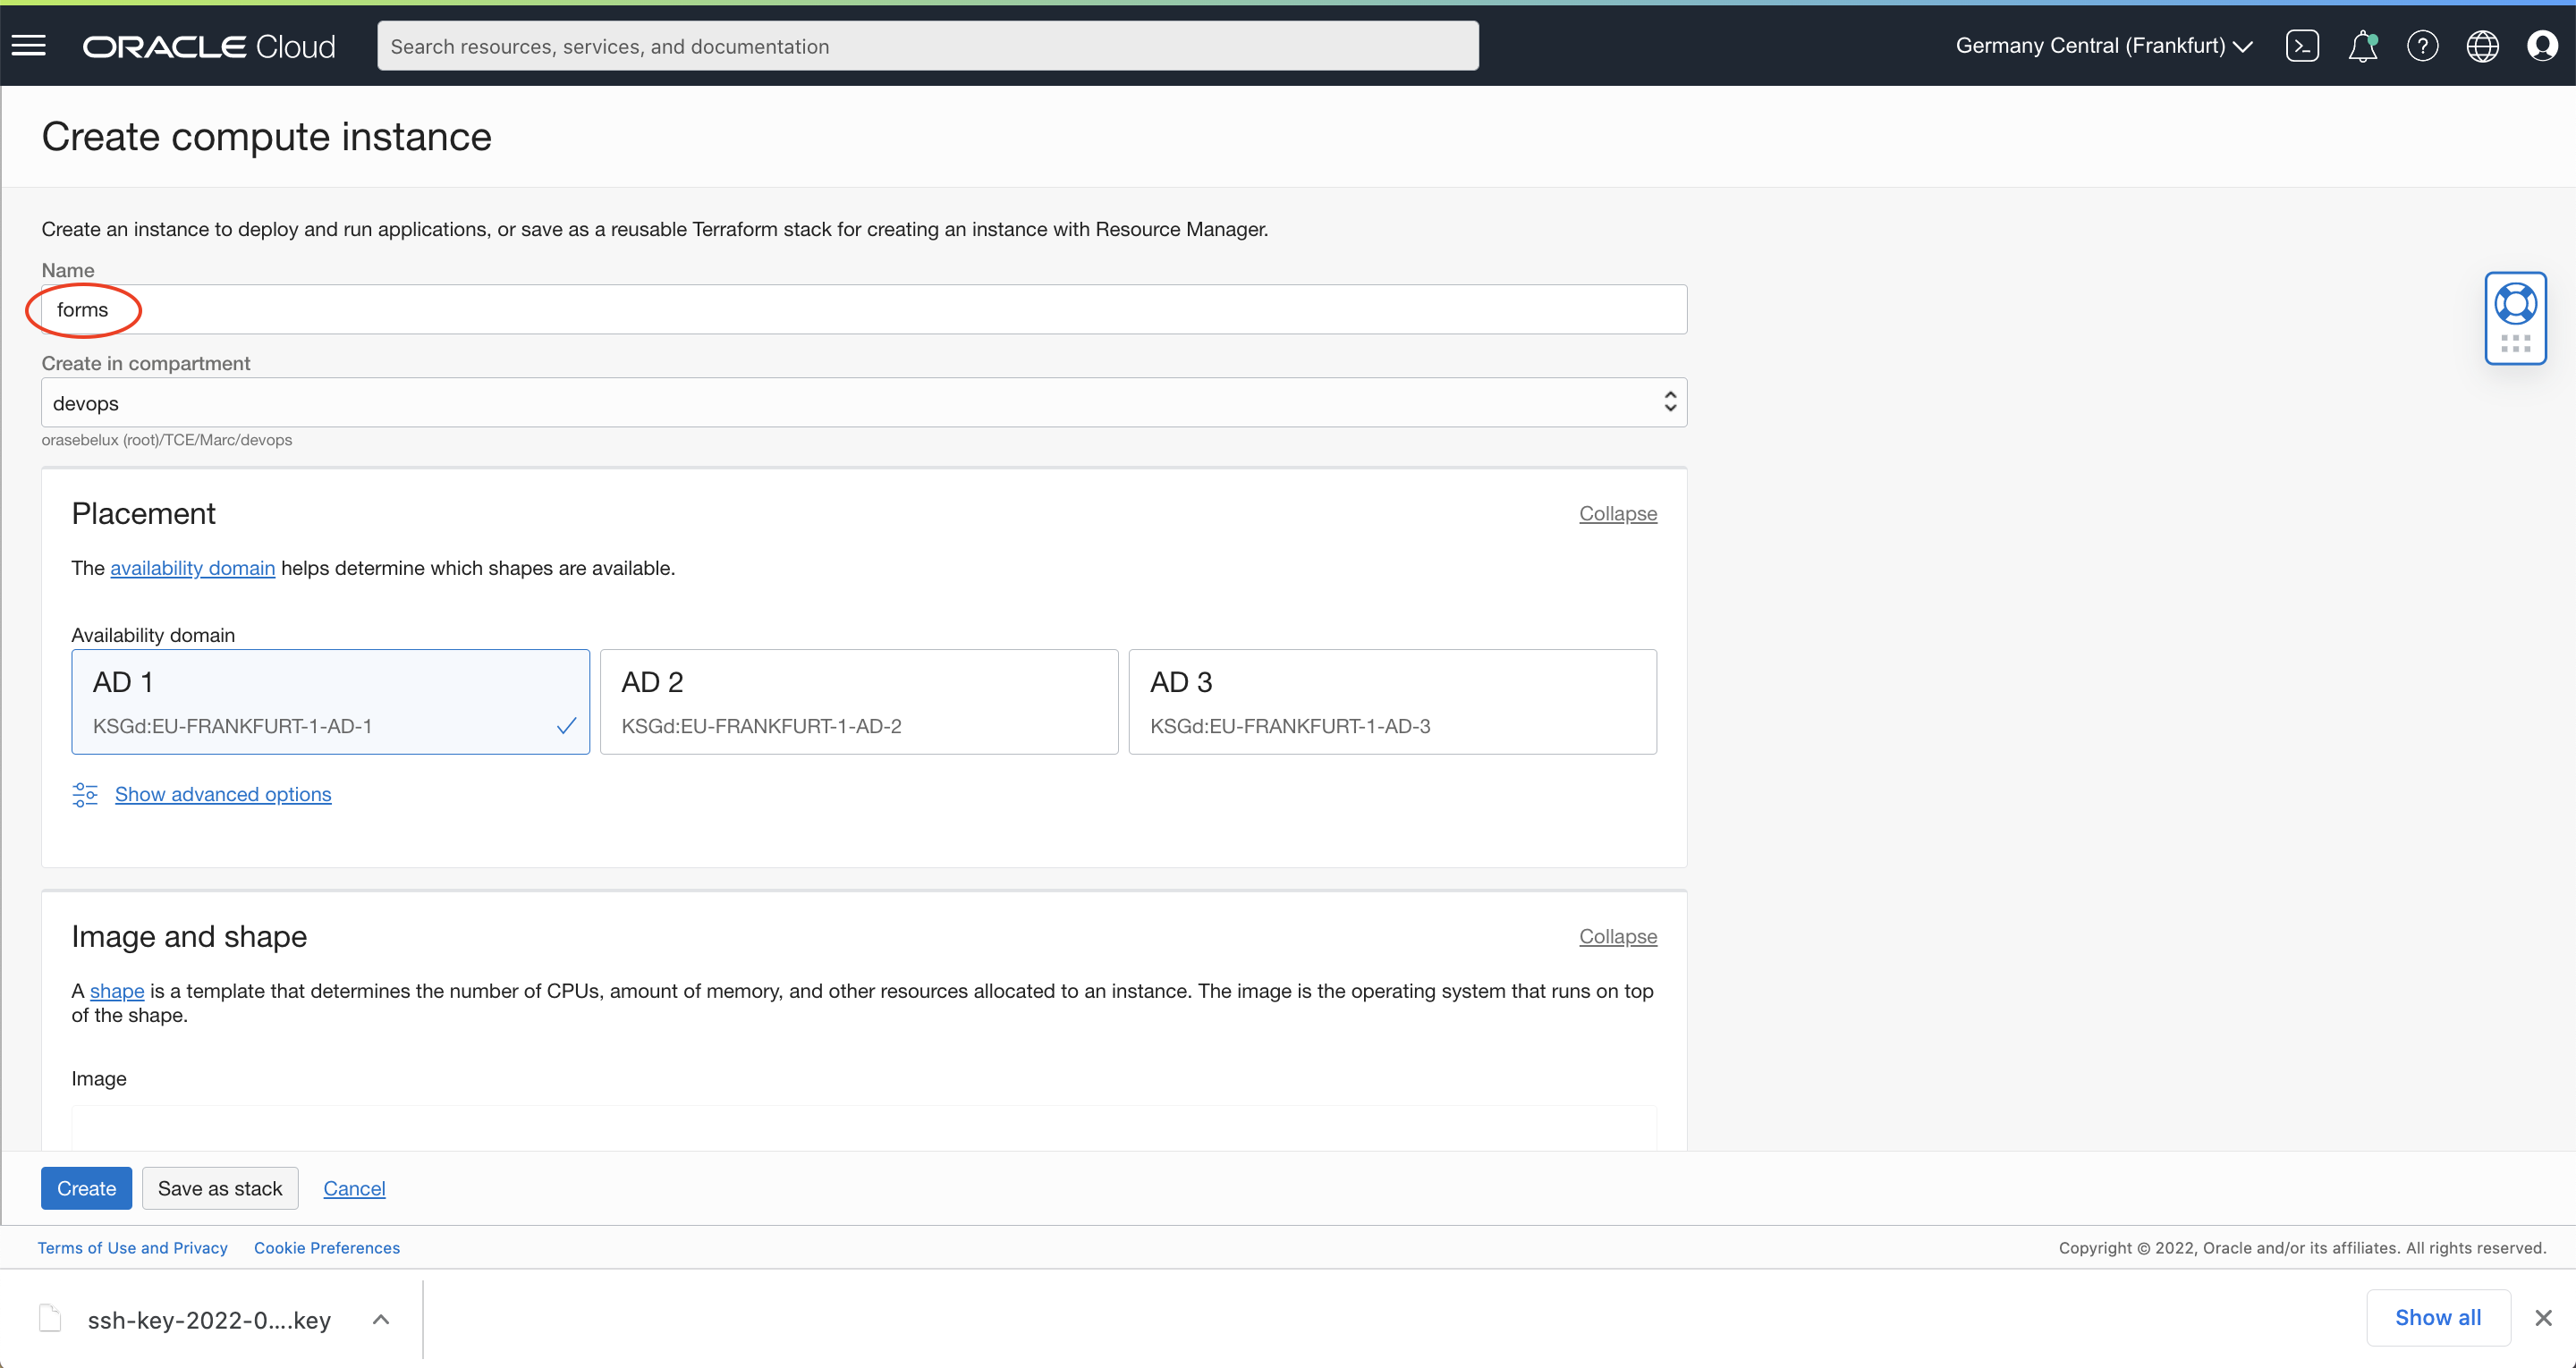 ORACLE Cloud
Search resources, services, and documentation
Germany Central (Frankfurt)
Create compute instance
Create an instance to deploy and run applications, or save as a reusable Terraform stack for creating an instance with Resource Manager.
Name
forms
Create in compartment
devops
orasebelux (root)/TCE/Marc/devops
Placement
Collapse
The availability domain helps determine which shapes are available.
Availability domain
AD 1
KSGd:EU-FRANKFURT-1-AD-1
AD 2
KSGd:EU-FRANKFURT-1-AD-2
AD 3
KSGd:EU-FRANKFURT-1-AD-3
Show advanced options
Image and shape
Collapse
A shape is a template that determines the number of CPUs, amount of memory, and other resources allocated to an instance. The image is the operating system that runs on top
of the shape.
Image
Create
Save as stack
Cancel
Terms of Use and Privacy
Cookie Preferences
Copyright © 2022, Oracle and/or its affiliates. All rights reserved.
ssh-key-2022-0....key
Show all